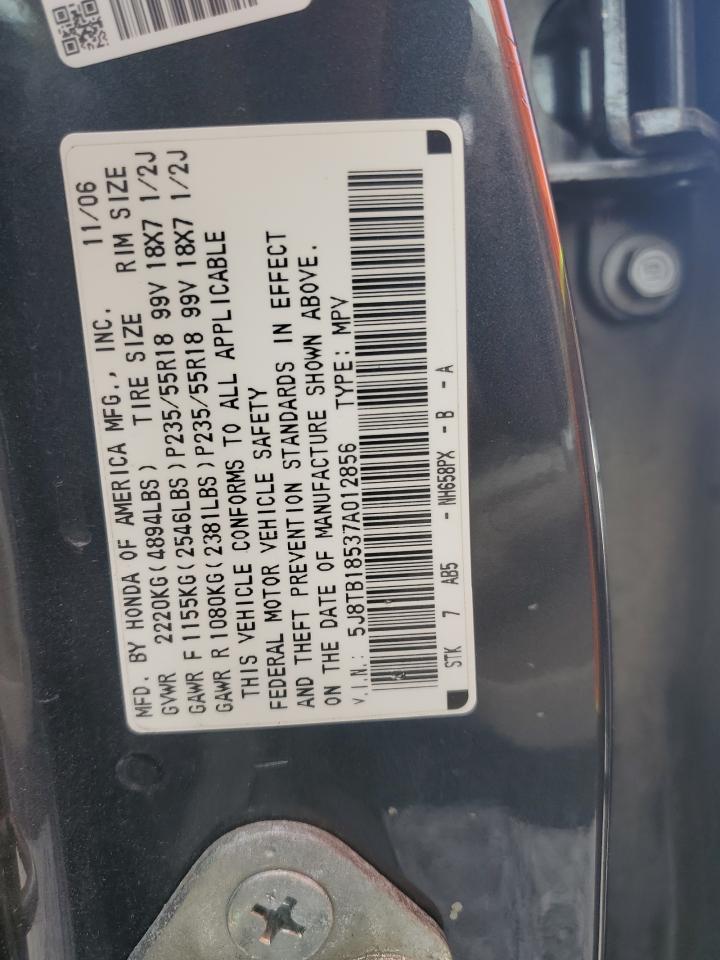 MFD. BY HONDA OF AMERICA MFG., INC. 11/06
GVWR 2220KG(4894LBS) TIRE SIZE RIM SIZE
GAWR F 1155KG(2546LBS)P235/55R18 99V 18X7 1/2J
GAWR R 1080KG(2381LBS)P235/55R18 99V 18X7 1/2J
THIS VEHICLE CONFORMS TO ALL APPLICABLE
FEDERAL MOTOR VEHICLE SAFETY
AND THEFT PREVENTION STANDARDS IN EFFECT
ON THE DATE OF MANUFACTURE SHOWN ABOVE.
V.I.N.: 5J8TB18537A012856 TYPE: MPV
STK 7 AB5 - NH658PX - B - A